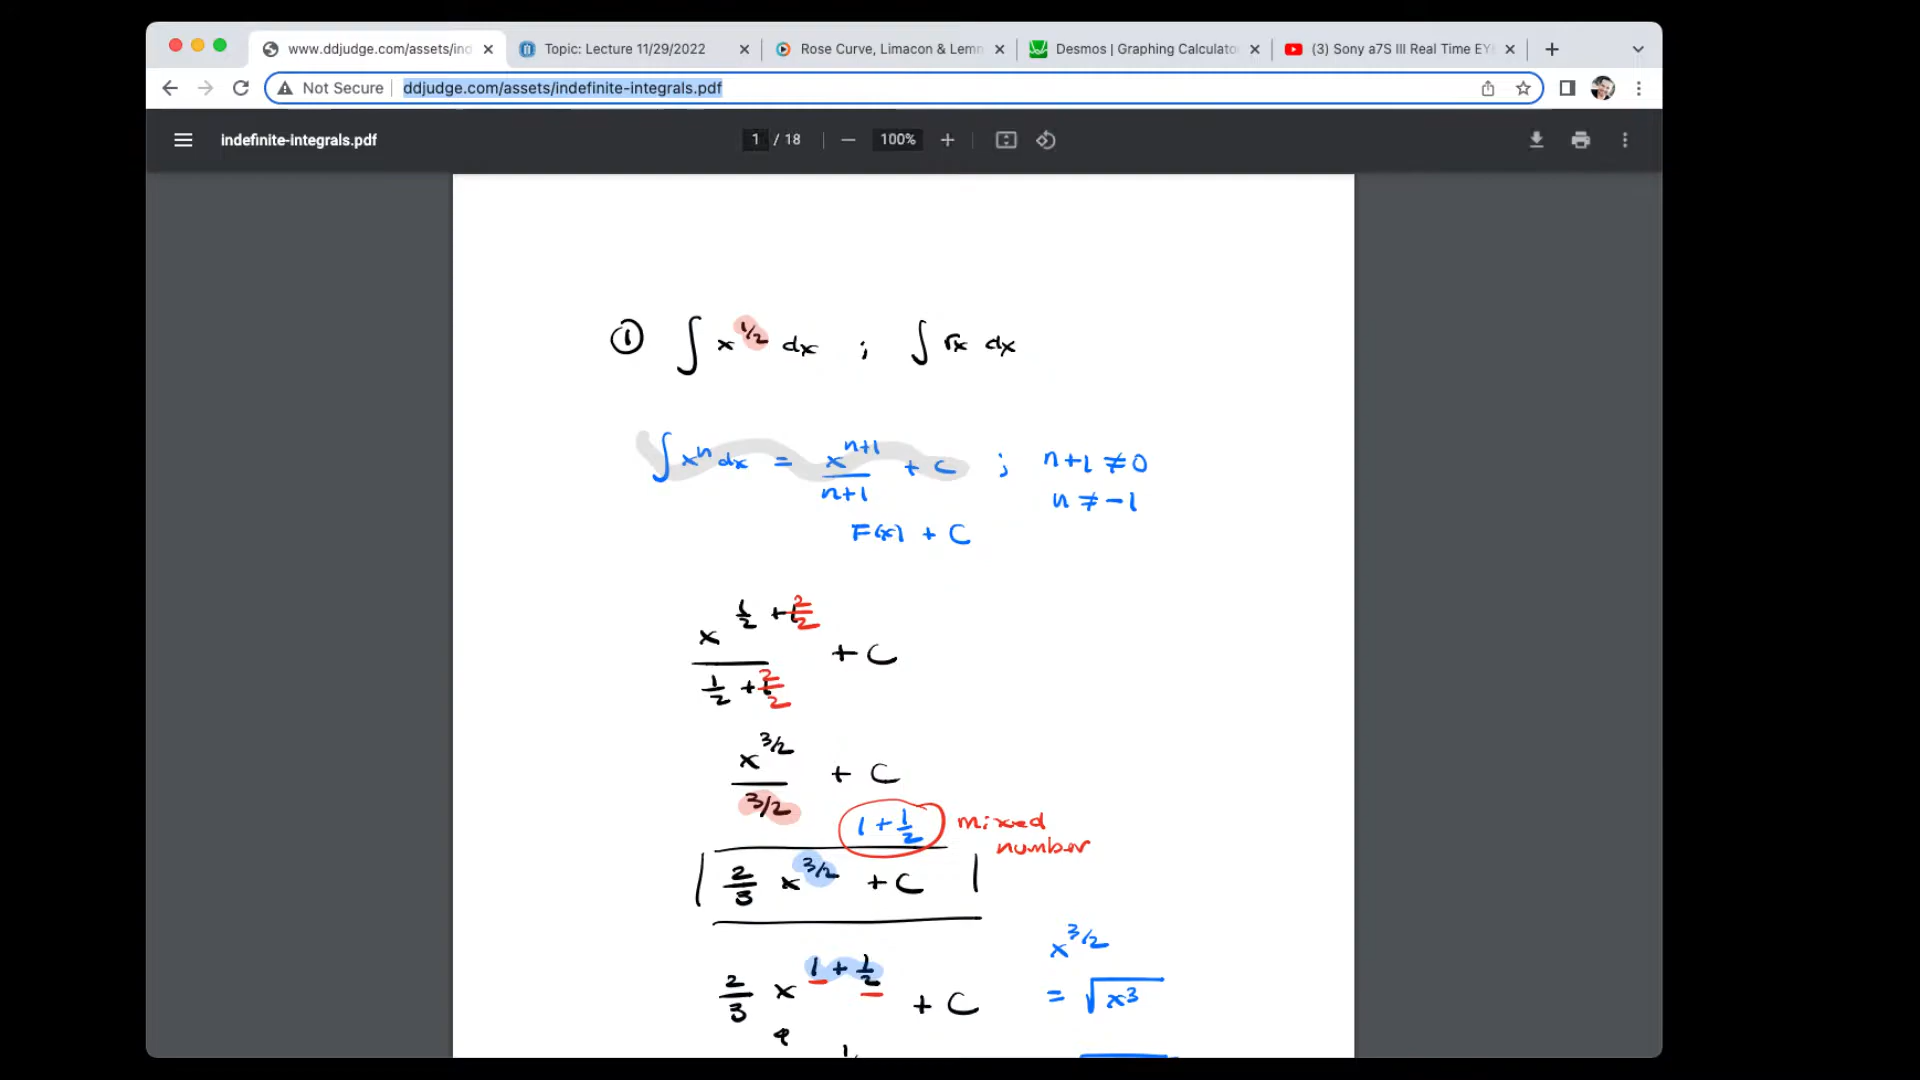 www.ddjudge.com/assets/ind
Topic: Lecture 11/29/2022
Rose Curve, Limacon & Lemn
Desmos | Graphing Calculato
(3) Sony a7S III Real Time EY
Not Secure
ddjudge.com/assets/indefinite-integrals.pdf
indefinite-integrals.pdf
1 / 18
100%
① ∫ x^1/2 dx ; ∫ √x dx
∫ x^n dx = x^(n+1) / (n+1) + C ; n+1 ≠ 0
n ≠ -1
F(x) + C
x^(1/2 + 2/2) / (1/2 + 2/2) + C
x^3/2 / 3/2 + C
1 + 1/2 mixed
number
2/3 x^3/2 + C
x^3/2
2/3 x^(1 + 1/2) + C
= √x^3